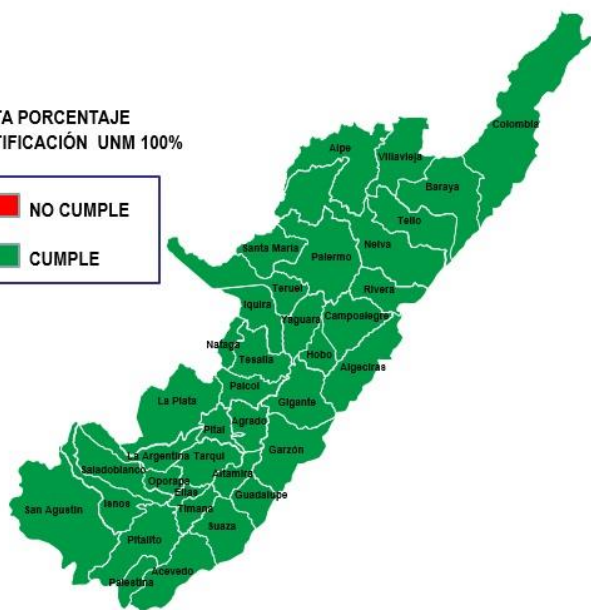 TA PORCENTAJE
TIFICACIÓN UNM 100%
NO CUMPLE
CUMPLE
Colombia
Aipe
Villavieja
Baraya
Tello
Neiva
Santa Maria
Palermo
Teruel
Rivera
Iquira
Yaguara
Campoalegre
Nataga
Tesalia
Hobo
Algeciras
Paicol
La Plata
Gigante
Pital
Agrado
La Argentina
Tarqui
Garzón
Saladoblanco
Oporapa
Altamira
Elias
Guadalupe
San Agustin
Isnos
Timana
Suaza
Pitalito
Acevedo
Palestina